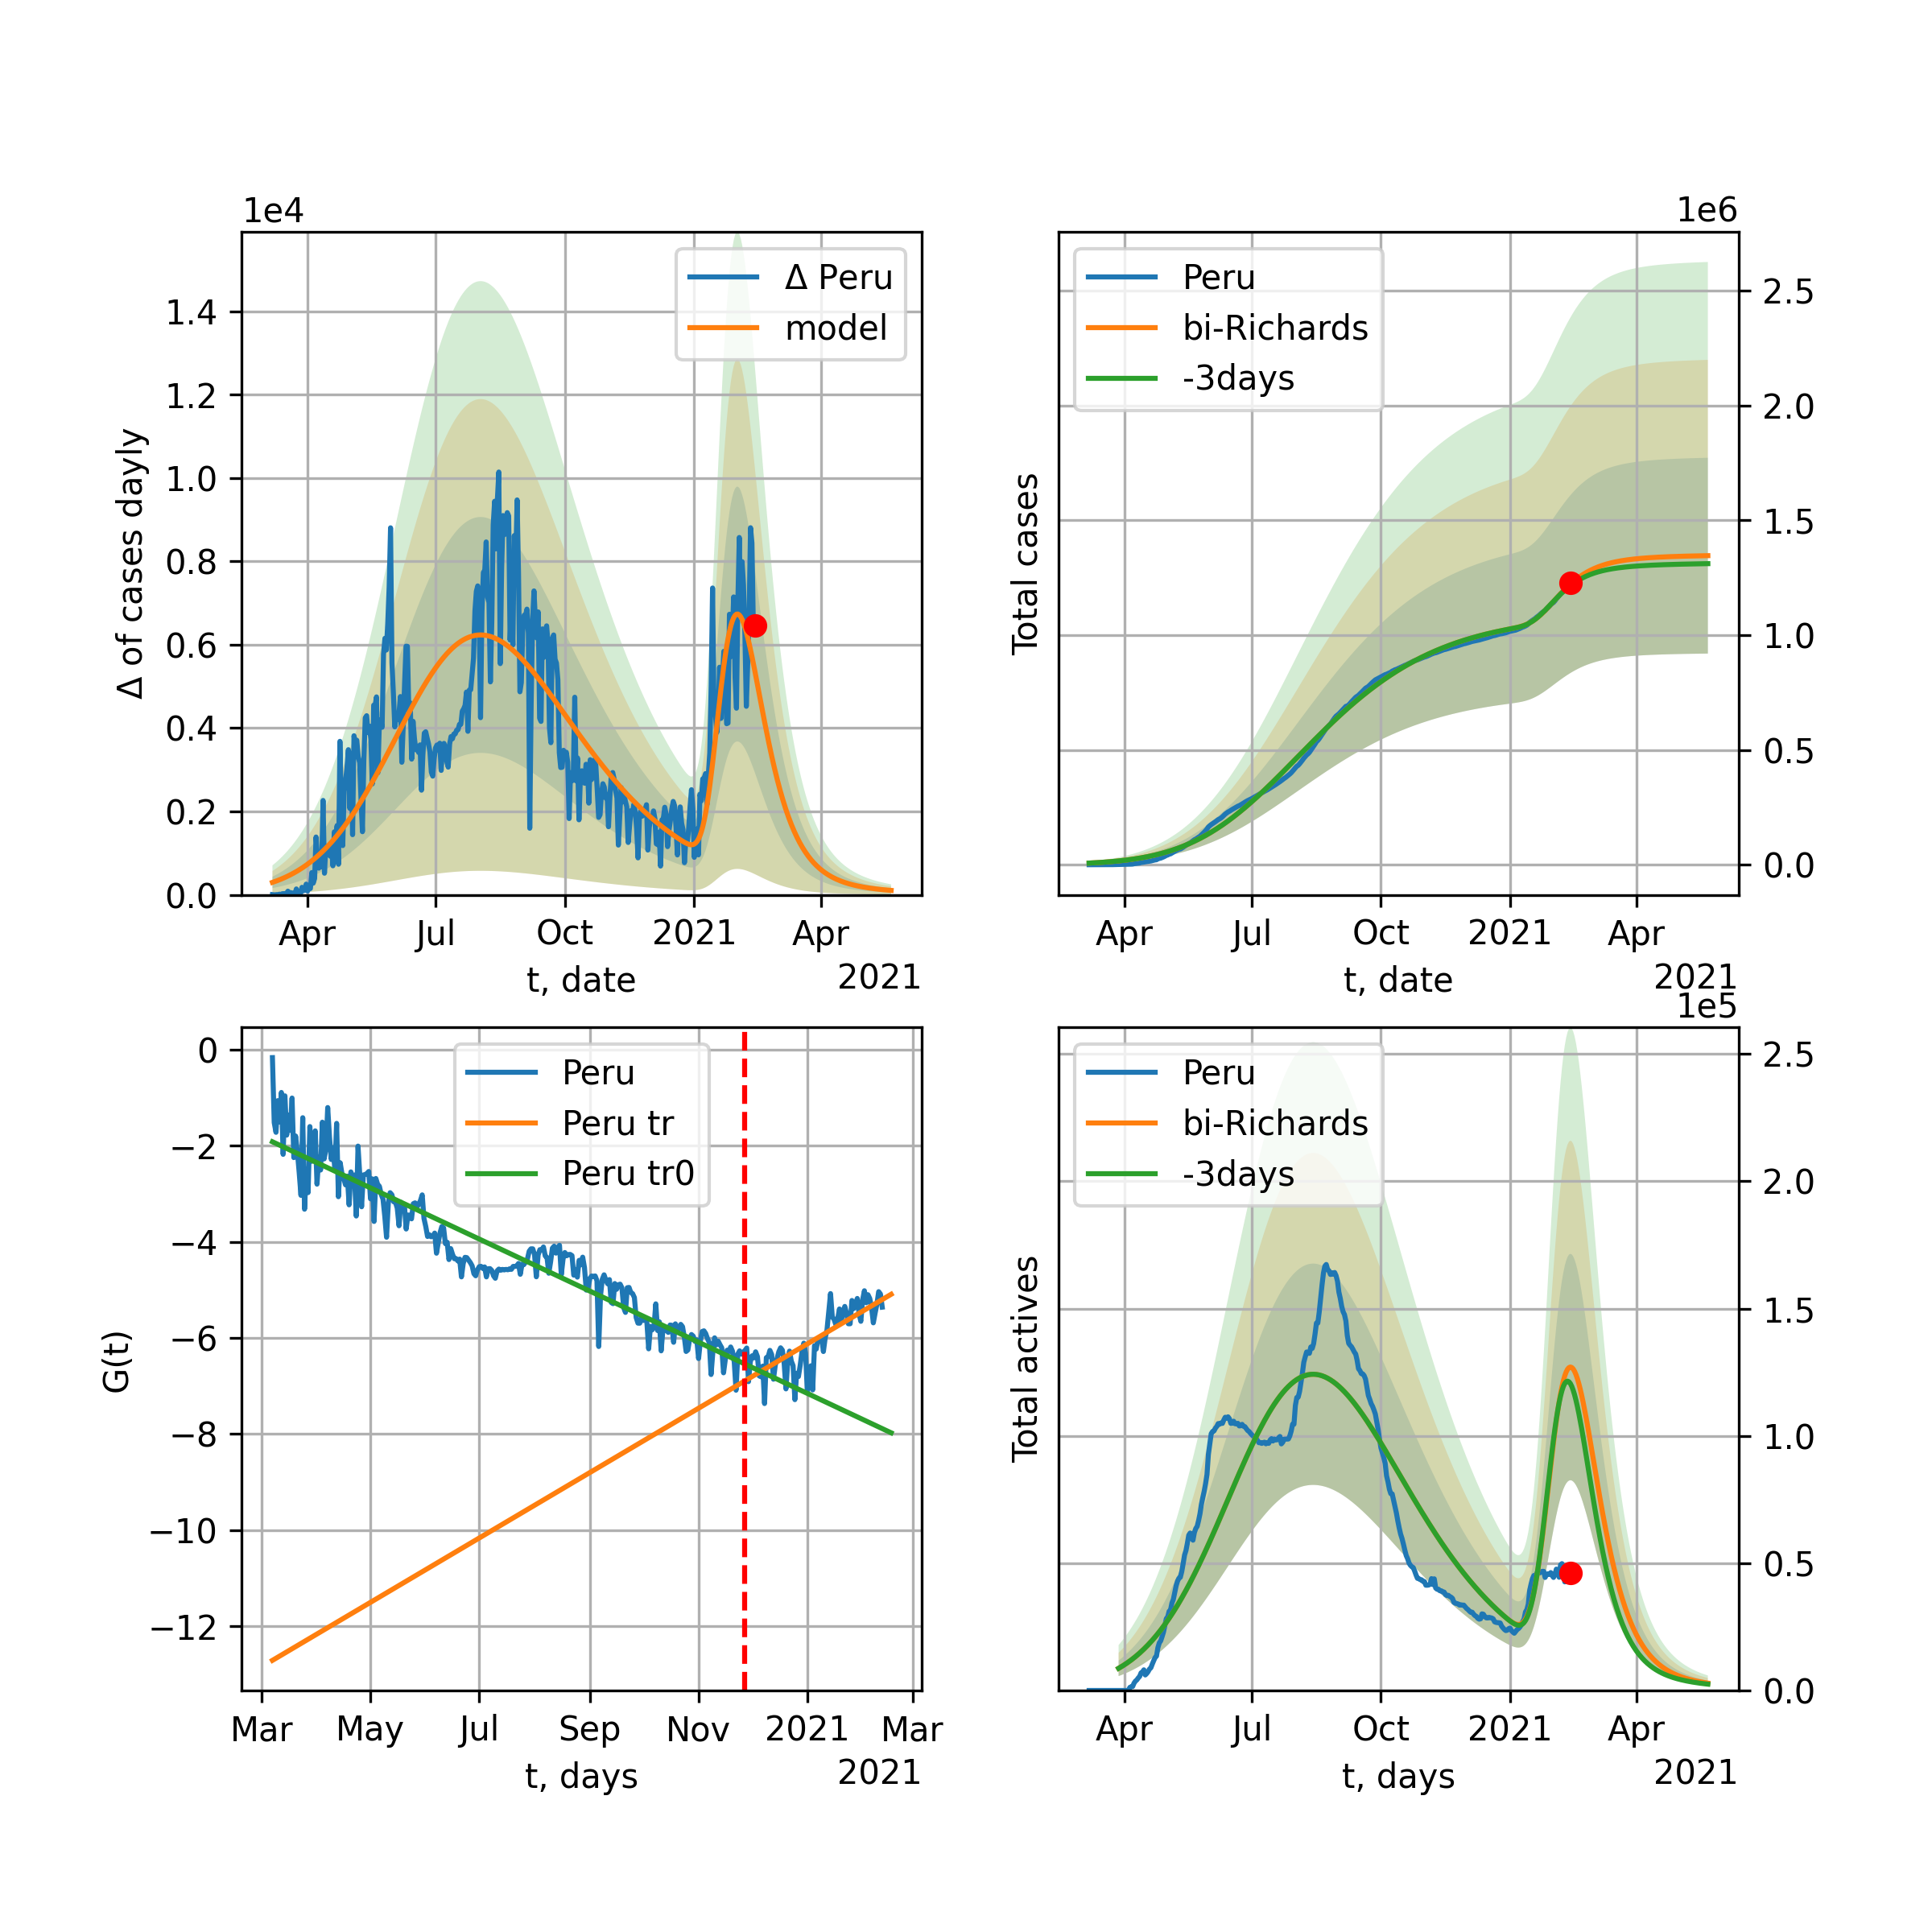 1e4
Δ Peru
model
1.4
1.2
1.0
0.8
0.6
0.4
0.2
0.0
Δ of cases dayly
Apr Jul Oct 2021 Apr
t, date
2021
1e6
Peru
bi-Richards
-3days
2.5
2.0
1.5
1.0
0.5
0.0
Total cases
Apr Jul Oct 2021 Apr
t, date
2021
Peru
Peru tr
Peru tr0
0
−2
−4
−6
−8
−10
−12
G(t)
Mar May Jul Sep Nov 2021 Mar
t, days
2021
1e5
Peru
bi-Richards
-3days
2.5
2.0
1.5
1.0
0.5
0.0
Total actives
Apr Jul Oct 2021 Apr
t, days
2021